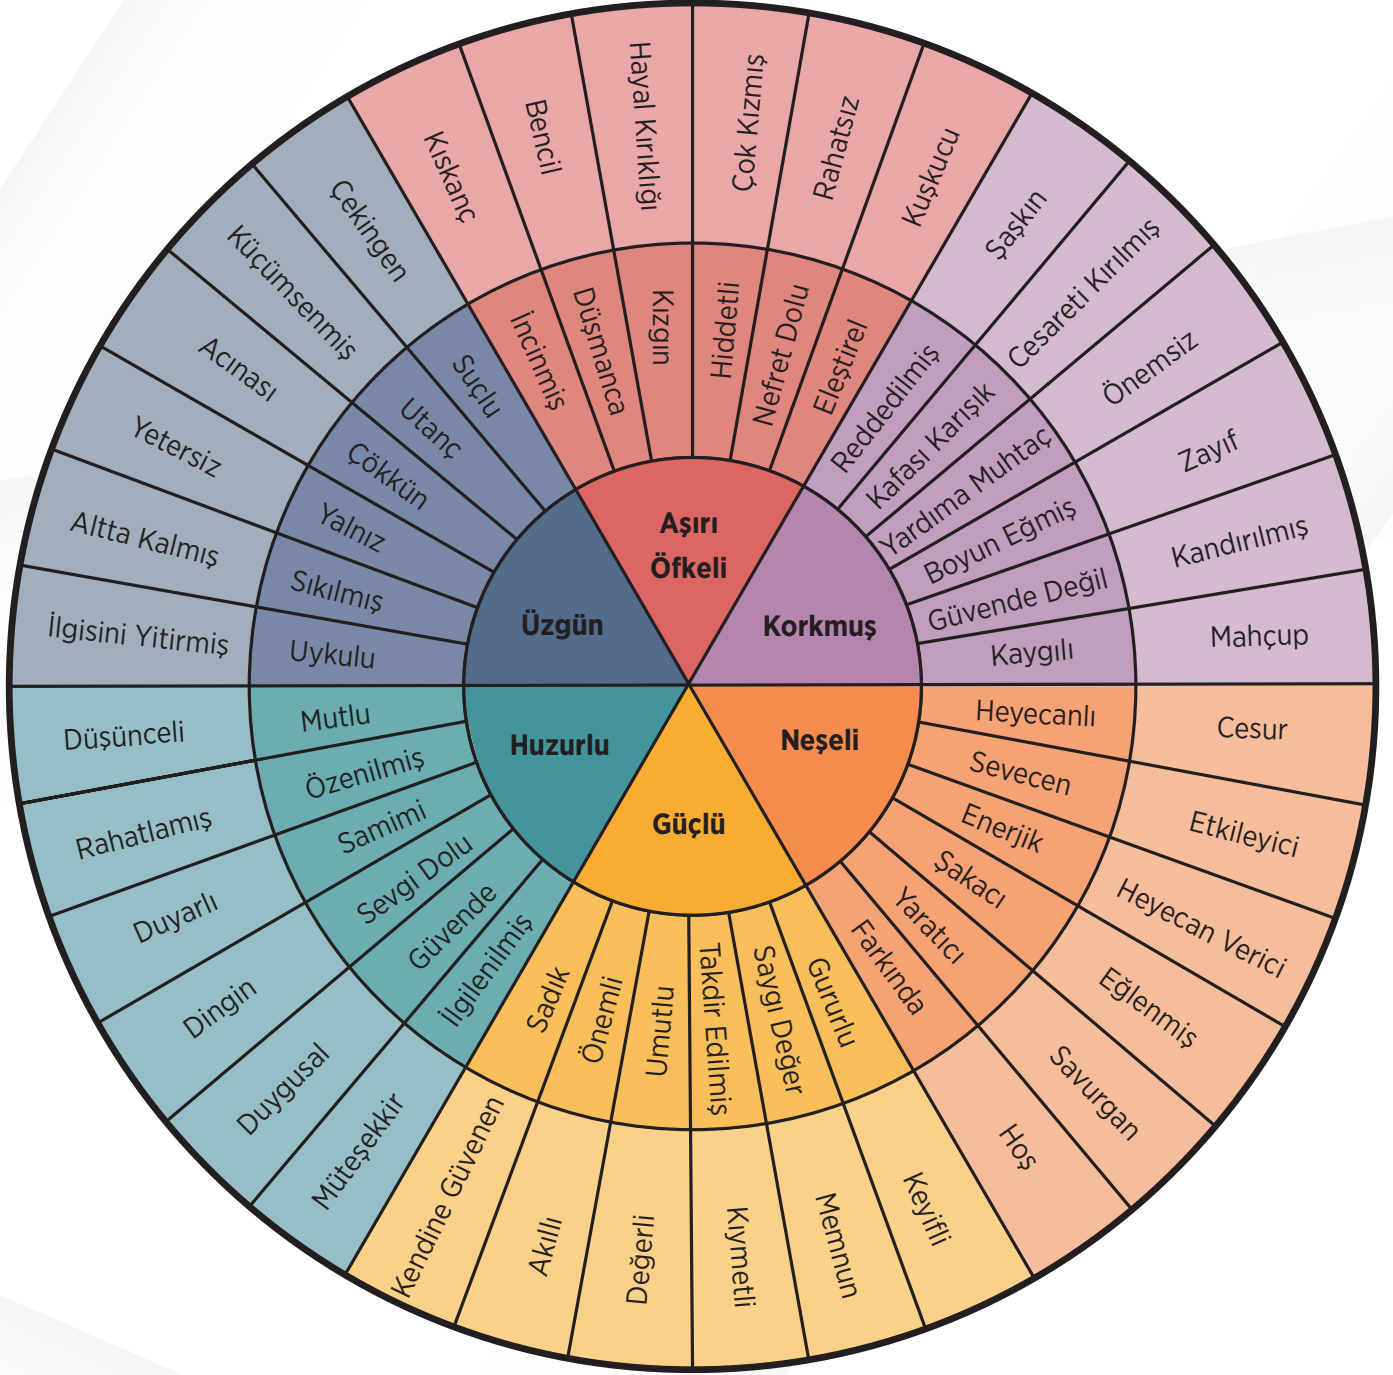 Aşırı
Öfkeli
Korkmuş
Neşeli
Güçlü
Huzurlu
Üzgün
İncinmiş
Düşmanca
Kızgın
Hiddetli
Nefret Dolu
Eleştirel
Reddedilmiş
Kafası Karışık
Yardıma Muhtaç
Boyun Eğmiş
Güvende Değil
Kaygılı
Heyecanlı
Sevecen
Enerjik
Şakacı
Yaratıcı
Farkında
Gururlu
Saygı Değer
Takdir Edilmiş
Umutlu
Önemli
Sadık
İlgilenilmiş
Güvende
Sevgi Dolu
Samimi
Özenilmiş
Mutlu
Uykulu
Sıkılmış
Yalnız
Çökkün
Utanç
Suçlu
Kıskanç
Bencil
Hayal Kırıklığı
Çok Kızmış
Rahatsız
Kuşkucu
Şaşkın
Cesareti Kırılmış
Önemsiz
Zayıf
Kandırılmış
Mahçup
Cesur
Etkileyici
Heyecan Verici
Eğlenmiş
Savurgan
Hoş
Keyifli
Memnun
Kıymetli
Değerli
Akıllı
Kendine Güvenen
Müteşekkir
Duygusal
Dingin
Duyarlı
Rahatlamış
Düşünceli
İlgisini Yitirmiş
Altta Kalmış
Yetersiz
Acınası
Küçümsenmiş
Çekingen